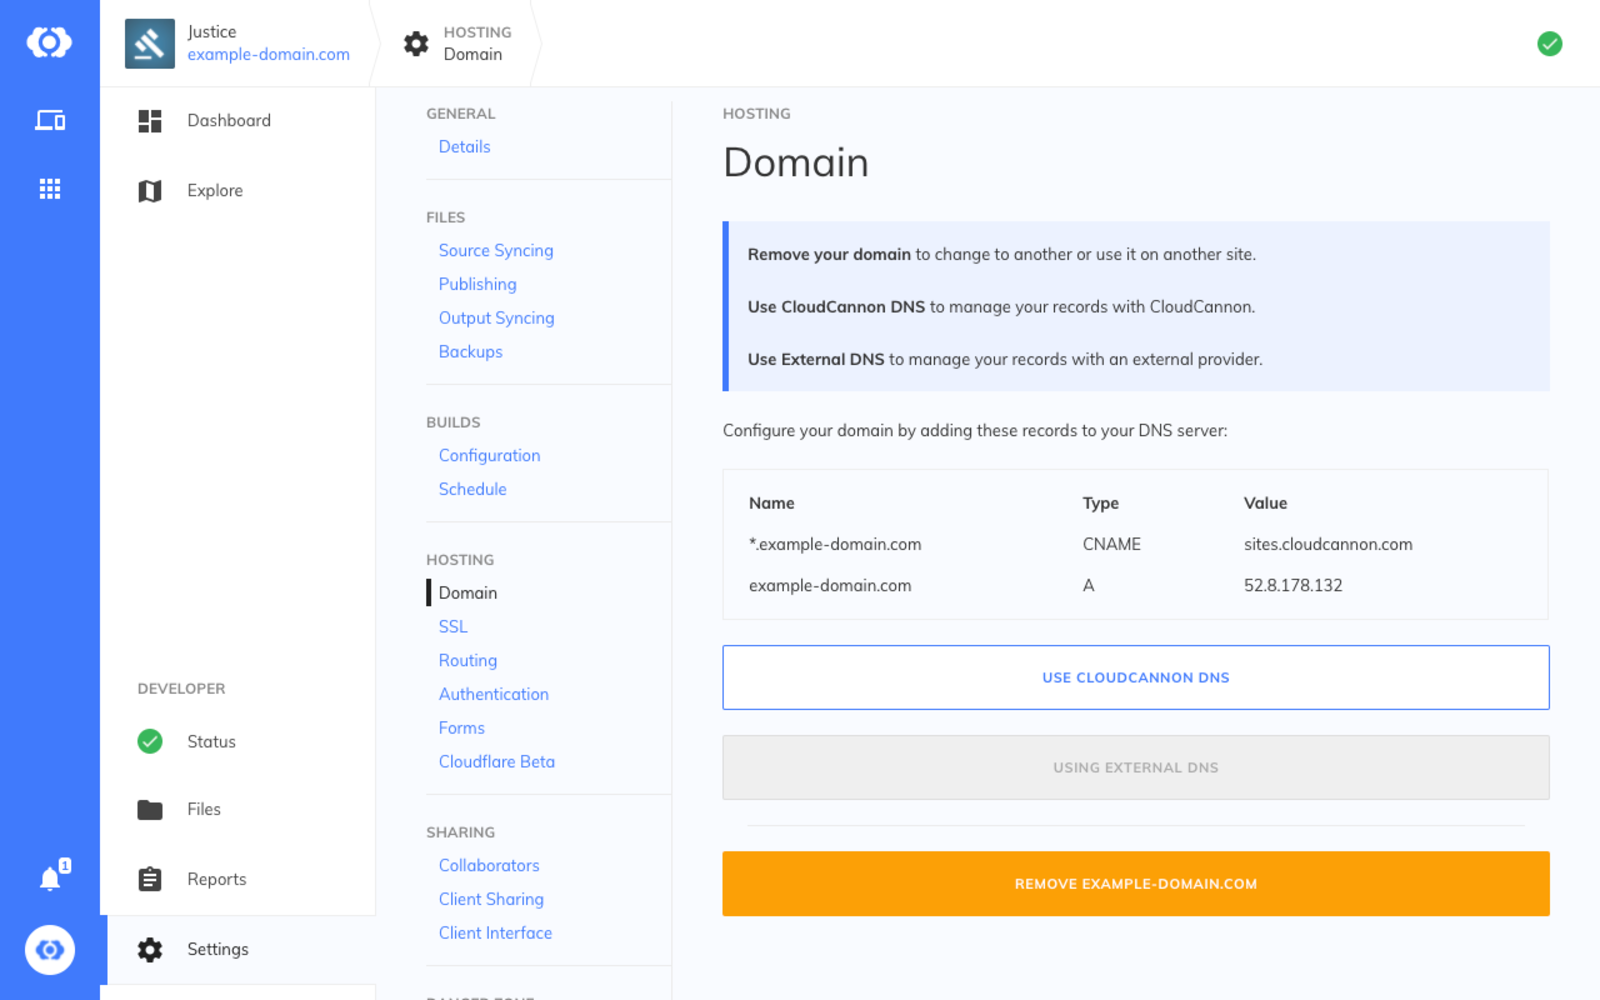 Justice
example-domain.com
HOSTING
Domain
Dashboard
Explore
DEVELOPER
Status
Files
Reports
Settings
1
GENERAL
Details
FILES
Source Syncing
Publishing
Output Syncing
Backups
BUILDS
Configuration
Schedule
HOSTING
Domain
SSL
Routing
Authentication
Forms
Cloudflare Beta
SHARING
Collaborators
Client Sharing
Client Interface
DANGER ZONE
HOSTING
Domain
Remove your domain to change to another or use it on another site.
Use CloudCannon DNS to manage your records with CloudCannon.
Use External DNS to manage your records with an external provider.
Configure your domain by adding these records to your DNS server:
Name Type Value
*.example-domain.com CNAME sites.cloudcannon.com
example-domain.com A 52.8.178.132
USE CLOUDCANNON DNS
USING EXTERNAL DNS
REMOVE EXAMPLE-DOMAIN.COM